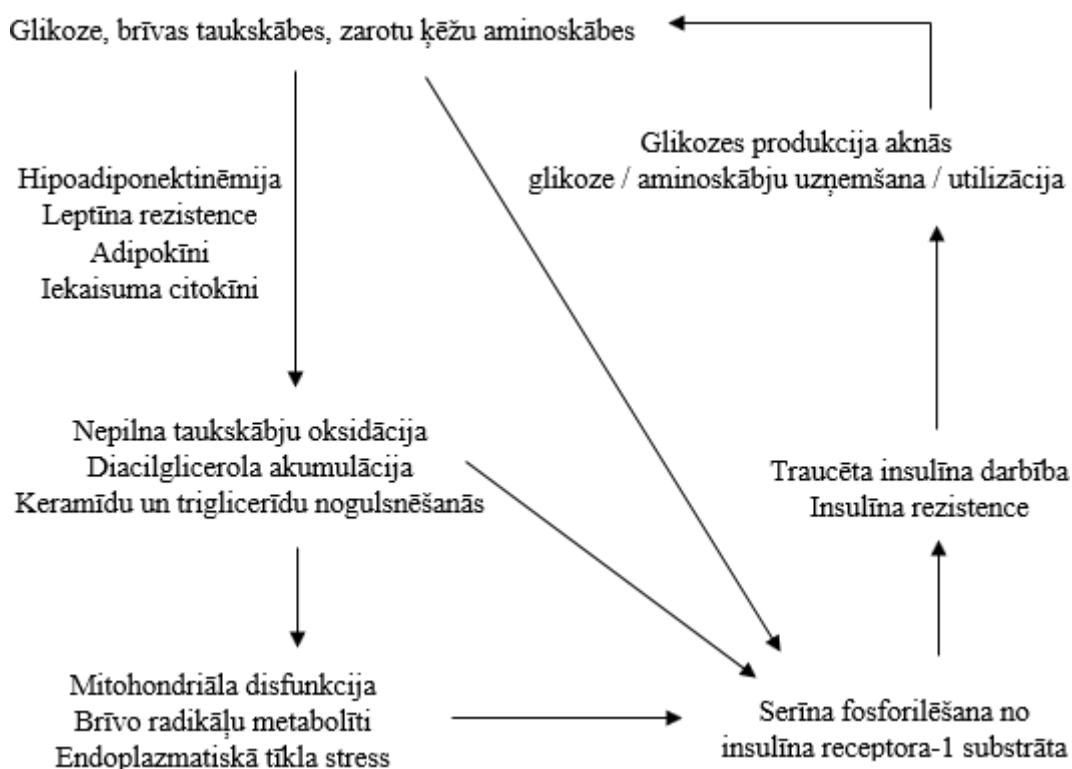 Glikoze, brīvas taukskābes, zarotu ķēžu aminoskābes
Glikozes produkcija aknās
glikoze / aminoskābju uzņemšana / utilizācija
Hipoadiponektinēmija
Leptīna rezistence
Adipokīni
Iekaisuma citokīni
Nepilna taukskābju oksidācija
Diacilglicerola akumulācija
Keramīdu un triglicerīdu nogulsnēšanās
Traucēta insulīna darbība
Insulīna rezistence
Mitohondriāla disfunkcija
Brīvo radikāļu metabolīti
Endoplazmatiskā tīkla stress
Serīna fosforilēšana no
insulīna receptora-1 substrāta